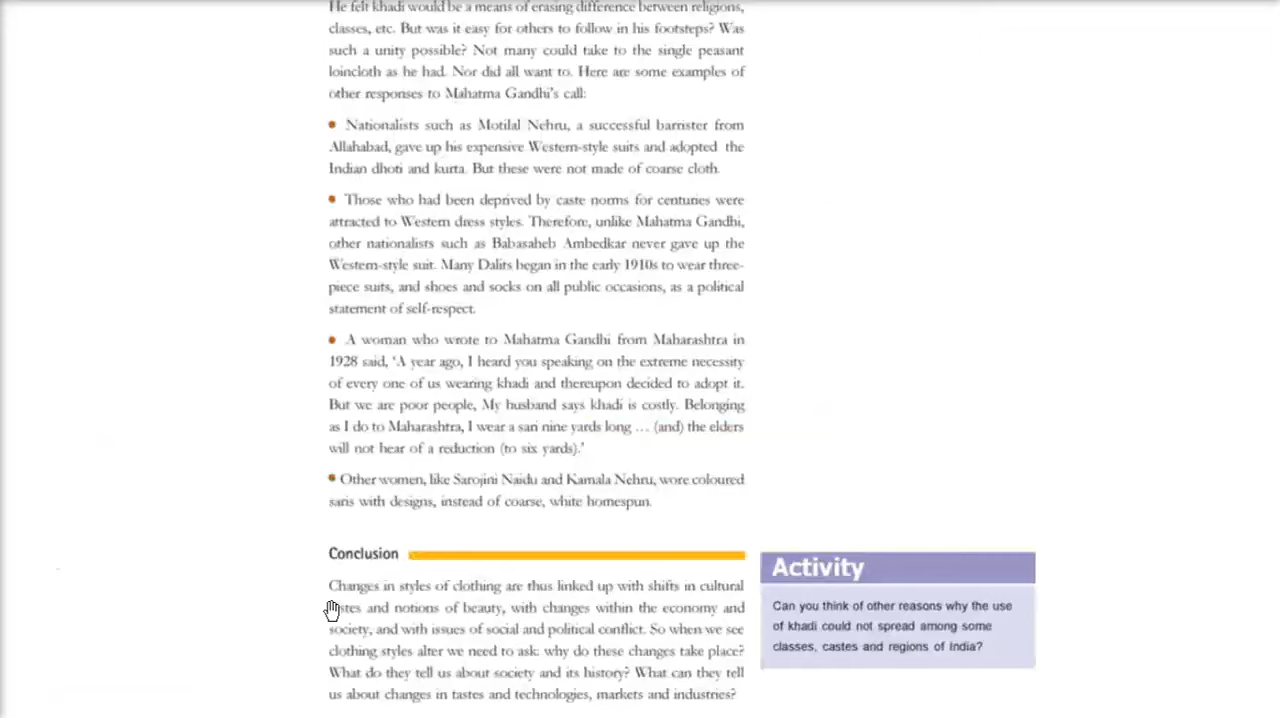 He felt khadi would be a means of erasing difference between religions,
classes, etc. But was it easy for others to follow in his footsteps? Was
such a unity possible? Not many could take to the single peasant
loincloth as he had. Nor did all want to. Here are some examples of
other responses to Mahatma Gandhi's call:
• Nationalists such as Motilal Nehru, a successful barrister from
Allahabad, gave up his expensive Western-style suits and adopted the
Indian dhoti and kurta. But these were not made of coarse cloth.
• Those who had been deprived by caste norms for centuries were
attracted to Western dress styles. Therefore, unlike Mahatma Gandhi,
other nationalists such as Babasaheb Ambedkar never gave up the
Western-style suit. Many Dalits began in the early 1910s to wear three-
piece suits, and shoes and socks on all public occasions, as a political
statement of self-respect.
• A woman who wrote to Mahatma Gandhi from Maharashtra in
1928 said, 'A year ago, I heard you speaking on the extreme necessity
of every one of us wearing khadi and thereupon decided to adopt it.
But we are poor people, My husband says khadi is costly. Belonging
as I do to Maharashtra, I wear a sari nine yards long … (and) the elders
will not hear of a reduction (to six yards).'
• Other women, like Sarojini Naidu and Kamala Nehru, wore coloured
saris with designs, instead of coarse, white homespun.
Conclusion
Changes in styles of clothing are thus linked up with shifts in cultural
tastes and notions of beauty, with changes within the economy and
society, and with issues of social and political conflict. So when we see
clothing styles alter we need to ask: why do these changes take place?
What do they tell us about society and its history? What can they tell
us about changes in tastes and technologies, markets and industries?
Activity
Can you think of other reasons why the use
of khadi could not spread among some
classes, castes and regions of India?